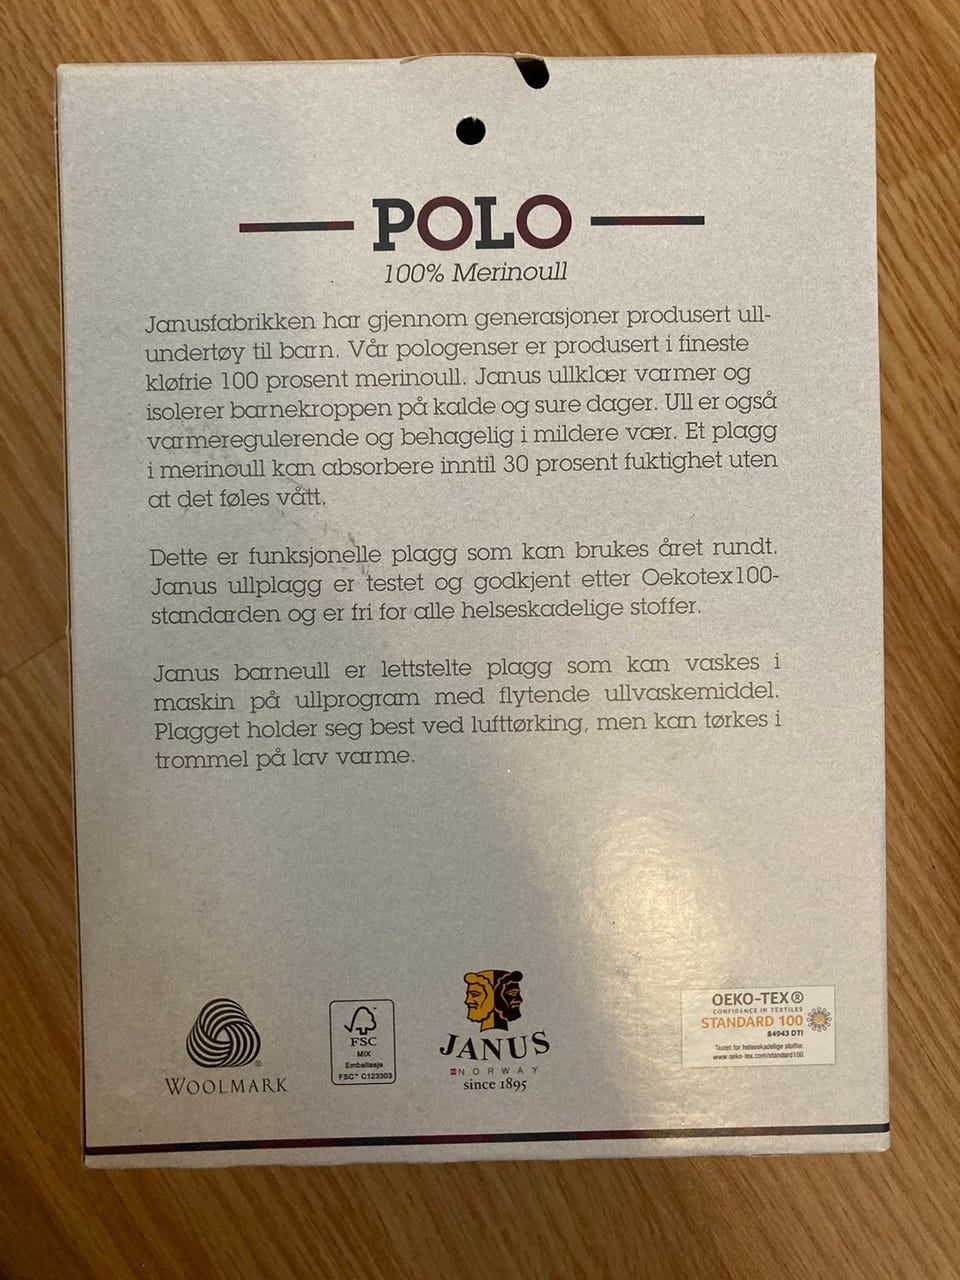 POLO
100% Merinoull
Janusfabrikken har gjennom generasjoner produsert ull-
undertøy til barn. Vår pologenser er produsert i fineste
kløfrie 100 prosent merinoull. Janus ullklær varmer og
isolerer barnekroppen på kalde og sure dager. Ull er også
varmeregulerende og behagelig i mildere vær. Et plagg
i merinoull kan absorbere inntil 30 prosent fuktighet uten
at det føles vått.
Dette er funksjonelle plagg som kan brukes året rundt.
Janus ullplagg er testet og godkjent etter Oekotex100-
standarden og er fri for alle helseskadelige stoffer.
Janus barneull er lettstelte plagg som kan vaskes i
maskin på ullprogram med flytende ullvaskemiddel.
Plagget holder seg best ved lufttørking, men kan tørkes i
trommel på lav varme.
®
WOOLMARK
™
FSC
MIX
Emballasje
FSC™ C123303
JANUS
NORWAY
since 1895
OEKO-TEX®
CONFIDENCE IN TEXTILES
STANDARD 100
84943 DTI
Testet for helseskadelige stoffer.
www.oeko-tex.com/standard100